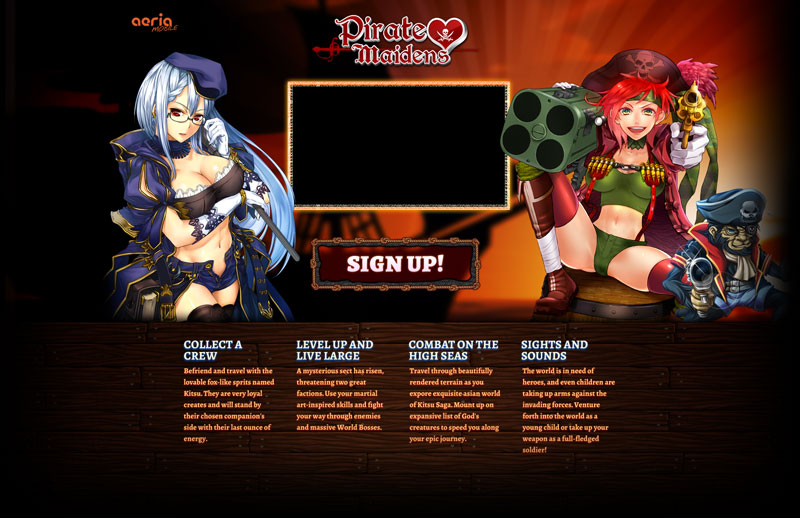 aeria
MOBILE
Pirate
Maidens
SIGN UP!
COLLECT A
CREW
Befriend and travel with the
lovable fox-like sprits named
Kitsu. They are very loyal
creates and will stand by
their chosen companion's
side with their last ounce of
energy.
LEVEL UP AND
LIVE LARGE
A mysterious sect has risen,
threatening two great
factions. Use your martial
art-inspired skills and fight
your way through enemies
and massive World Bosses.
COMBAT ON THE
HIGH SEAS
Travel through beautifully
rendered terrain as you
expore exquisite asian world
of Kitsu Saga. Mount up on
expansive list of God's
creatures to speed you along
your epic journey.
SIGHTS AND
SOUNDS
The world is in need of
heroes, and even children are
taking up arms against the
invading forces. Venture
forth into the world as a
young child or take up your
weapon as a full-fledged
soldier!